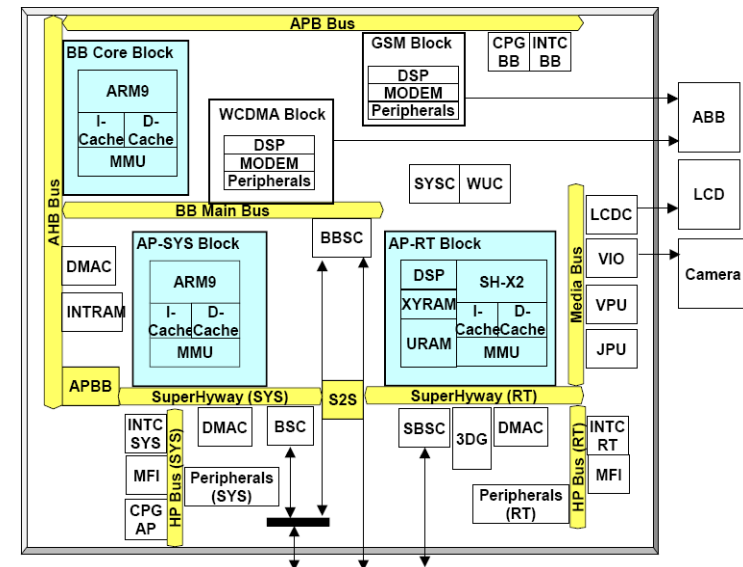 APB Bus
BB Core Block
ARM9
I-
Cache
D-
Cache
MMU
GSM Block
DSP
MODEM
Peripherals
CPG
BB
INTC
BB
ABB
WCDMA Block
DSP
MODEM
Peripherals
SYSC
WUC
LCD
AHB Bus
BB Main Bus
BBSC
Media Bus
LCDC
VIO
VPU
JPU
Camera
DMAC
INTRAM
APBB
AP-SYS Block
ARM9
I-
Cache
D-
Cache
MMU
AP-RT Block
DSP
XYRAM
URAM
SH-X2
I-
Cache
D-
Cache
MMU
SuperHyway (SYS)
S2S
SuperHyway (RT)
INTC
SYS
MFI
CPG
AP
HP Bus (SYS)
DMAC
BSC
Peripherals
(SYS)
SBSC
3DG
DMAC
Peripherals
(RT)
HP Bus (RT)
INTC
RT
MFI